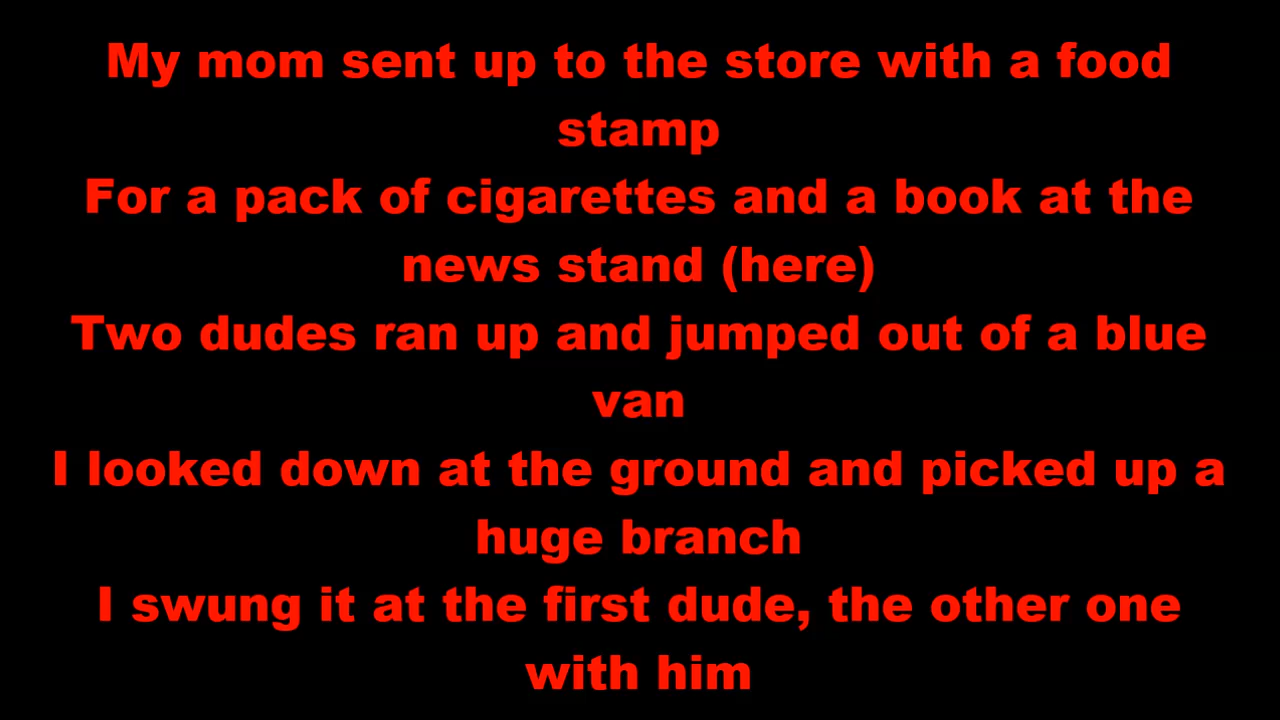 My mom sent up to the store with a food
stamp
For a pack of cigarettes and a book at the
news stand (here)
Two dudes ran up and jumped out of a blue
van
I looked down at the ground and picked up a
huge branch
I swung it at the first dude, the other one
with him